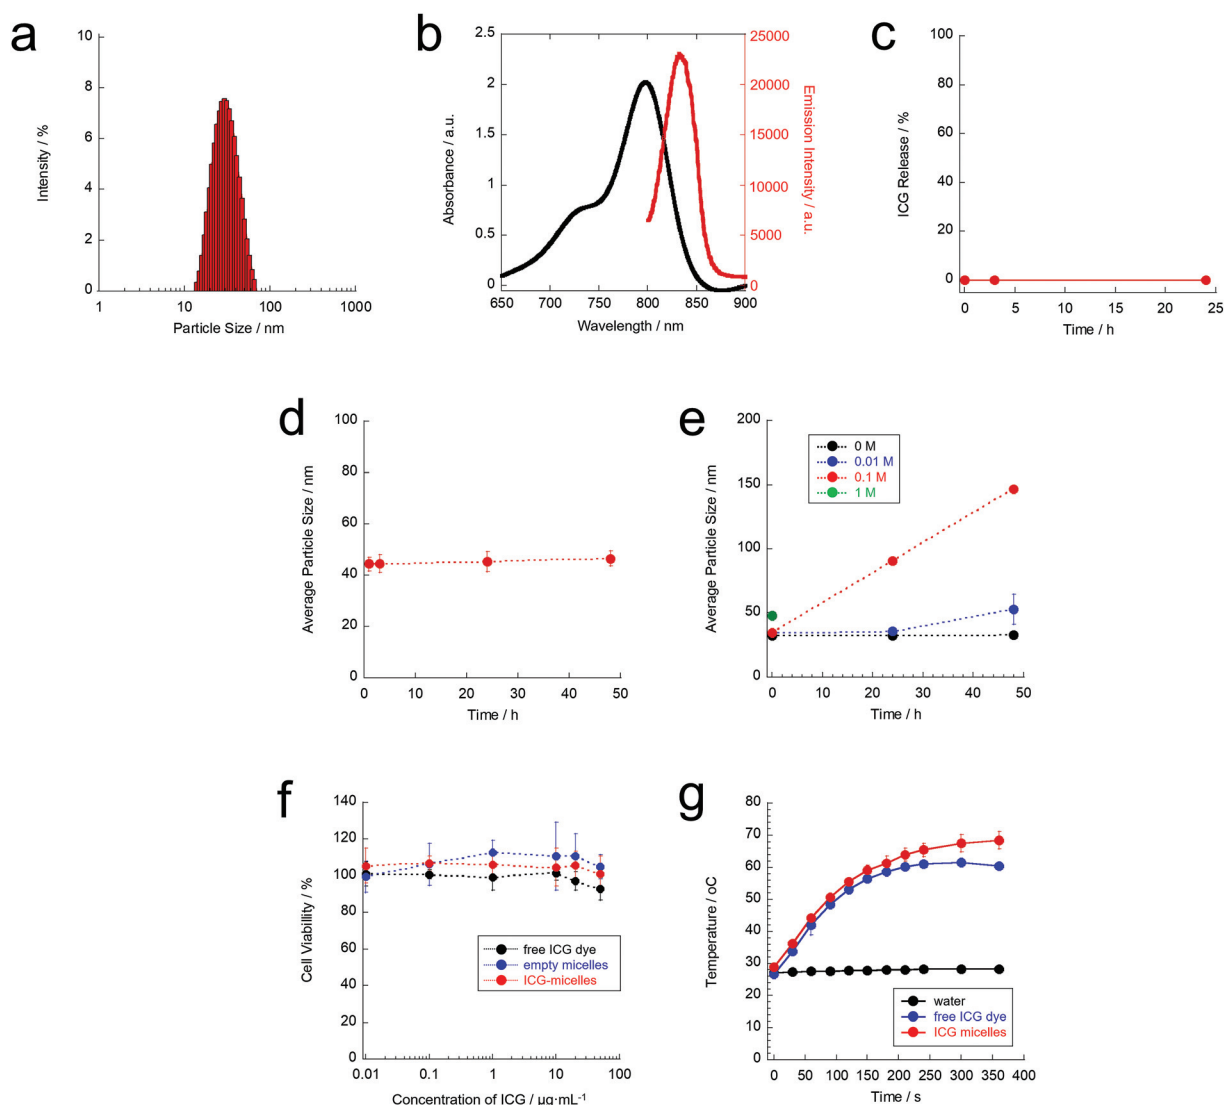 a
10
8
6
4
2
0
Intensity / %
1 10 100 1000
Particle Size / nm
b
2.5
2
1.5
1
0.5
0
Absorbance / a.u.
25000
20000
15000
10000
5000
0
Emission Intensity / a.u.
650 700 750 800 850 900
Wavelength / nm
c
100
80
60
40
20
0
ICG Release / %
0 5 10 15 20 25
Time / h
d
100
80
60
40
20
0
Average Particle Size / nm
0 10 20 30 40 50
Time / h
e
200
150
100
50
0
Average Particle Size / nm
0 M
0.01 M
0.1 M
1 M
0 10 20 30 40 50
Time / h
f
140
120
100
80
60
40
20
0
Cell Viability / %
free ICG dye
empty micelles
ICG-micelles
0.01 0.1 1 10 100
Concentration of ICG / µg·mL⁻¹
g
80
70
60
50
40
30
20
10
0
Temperature / oC
water
free ICG dye
ICG micelles
0 50 100 150 200 250 300 350 400
Time / s